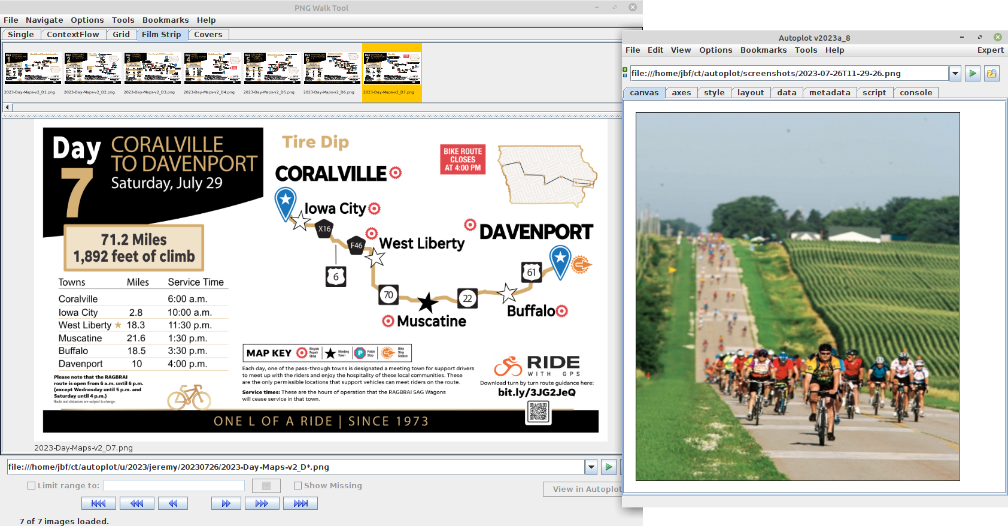 PNG Walk Tool
File Navigate Options Tools Bookmarks Help
Single ContextFlow Grid Film Strip Covers
2023-Day-Maps-v2_D1.png 2023-Day-Maps-v2_D2.png 2023-Day-Maps-v2_D3.png 2023-Day-Maps-v2_D4.png 2023-Day-Maps-v2_D5.png 2023-Day-Maps-v2_D6.png 2023-Day-Maps-v2_D7.png
Day 7
CORALVILLE
TO DAVENPORT
Saturday, July 29
71.2 Miles
1,892 feet of climb
Towns Miles Service Time
Coralville 6:00 a.m.
Iowa City 2.8 10:00 a.m.
West Liberty 18.3 11:30 p.m.
Muscatine 21.6 1:30 p.m.
Buffalo 18.5 3:30 p.m.
Davenport 10 4:00 p.m.
Please note that the RAGBRAI
route is open from 6 a.m. until 6 p.m.
(except Wednesday until 8 p.m. and
Saturday until 4 p.m.)
Tire Dip
CORALVILLE
BIKE ROUTE
CLOSES
AT 4:00 PM
Iowa City
X16
F46
West Liberty
6
DAVENPORT
61
70
22
Buffalo
Muscatine
MAP KEY
Each day, one of the pass-through towns is designated a meeting town for support drivers
to meet up with the riders and enjoy the hospitality of these local communities. These
are the only permissible locations that support vehicles can meet riders on the route.
Service times: These are the hours of operation that the RAGBRAI SAG Wagons
will cease service in that town.
RIDE
WITH GPS
Download turn by turn route guidance here:
bit.ly/3JG2JeQ
ONE L OF A RIDE | SINCE 1973
2023-Day-Maps-v2_D7.png
file:///home/jbf/ct/autoplot/u/2023/jeremy/20230726/2023-Day-Maps-v2_D*.png
Limit range to: Show Missing
View in Autoplot
7 of 7 images loaded.
Autoplot v2023a_8
File Edit View Options Bookmarks Tools Help Expert
file:///home/jbf/ct/autoplot/screenshots/2023-07-26T11-29-26.png
canvas axes style layout data metadata script console